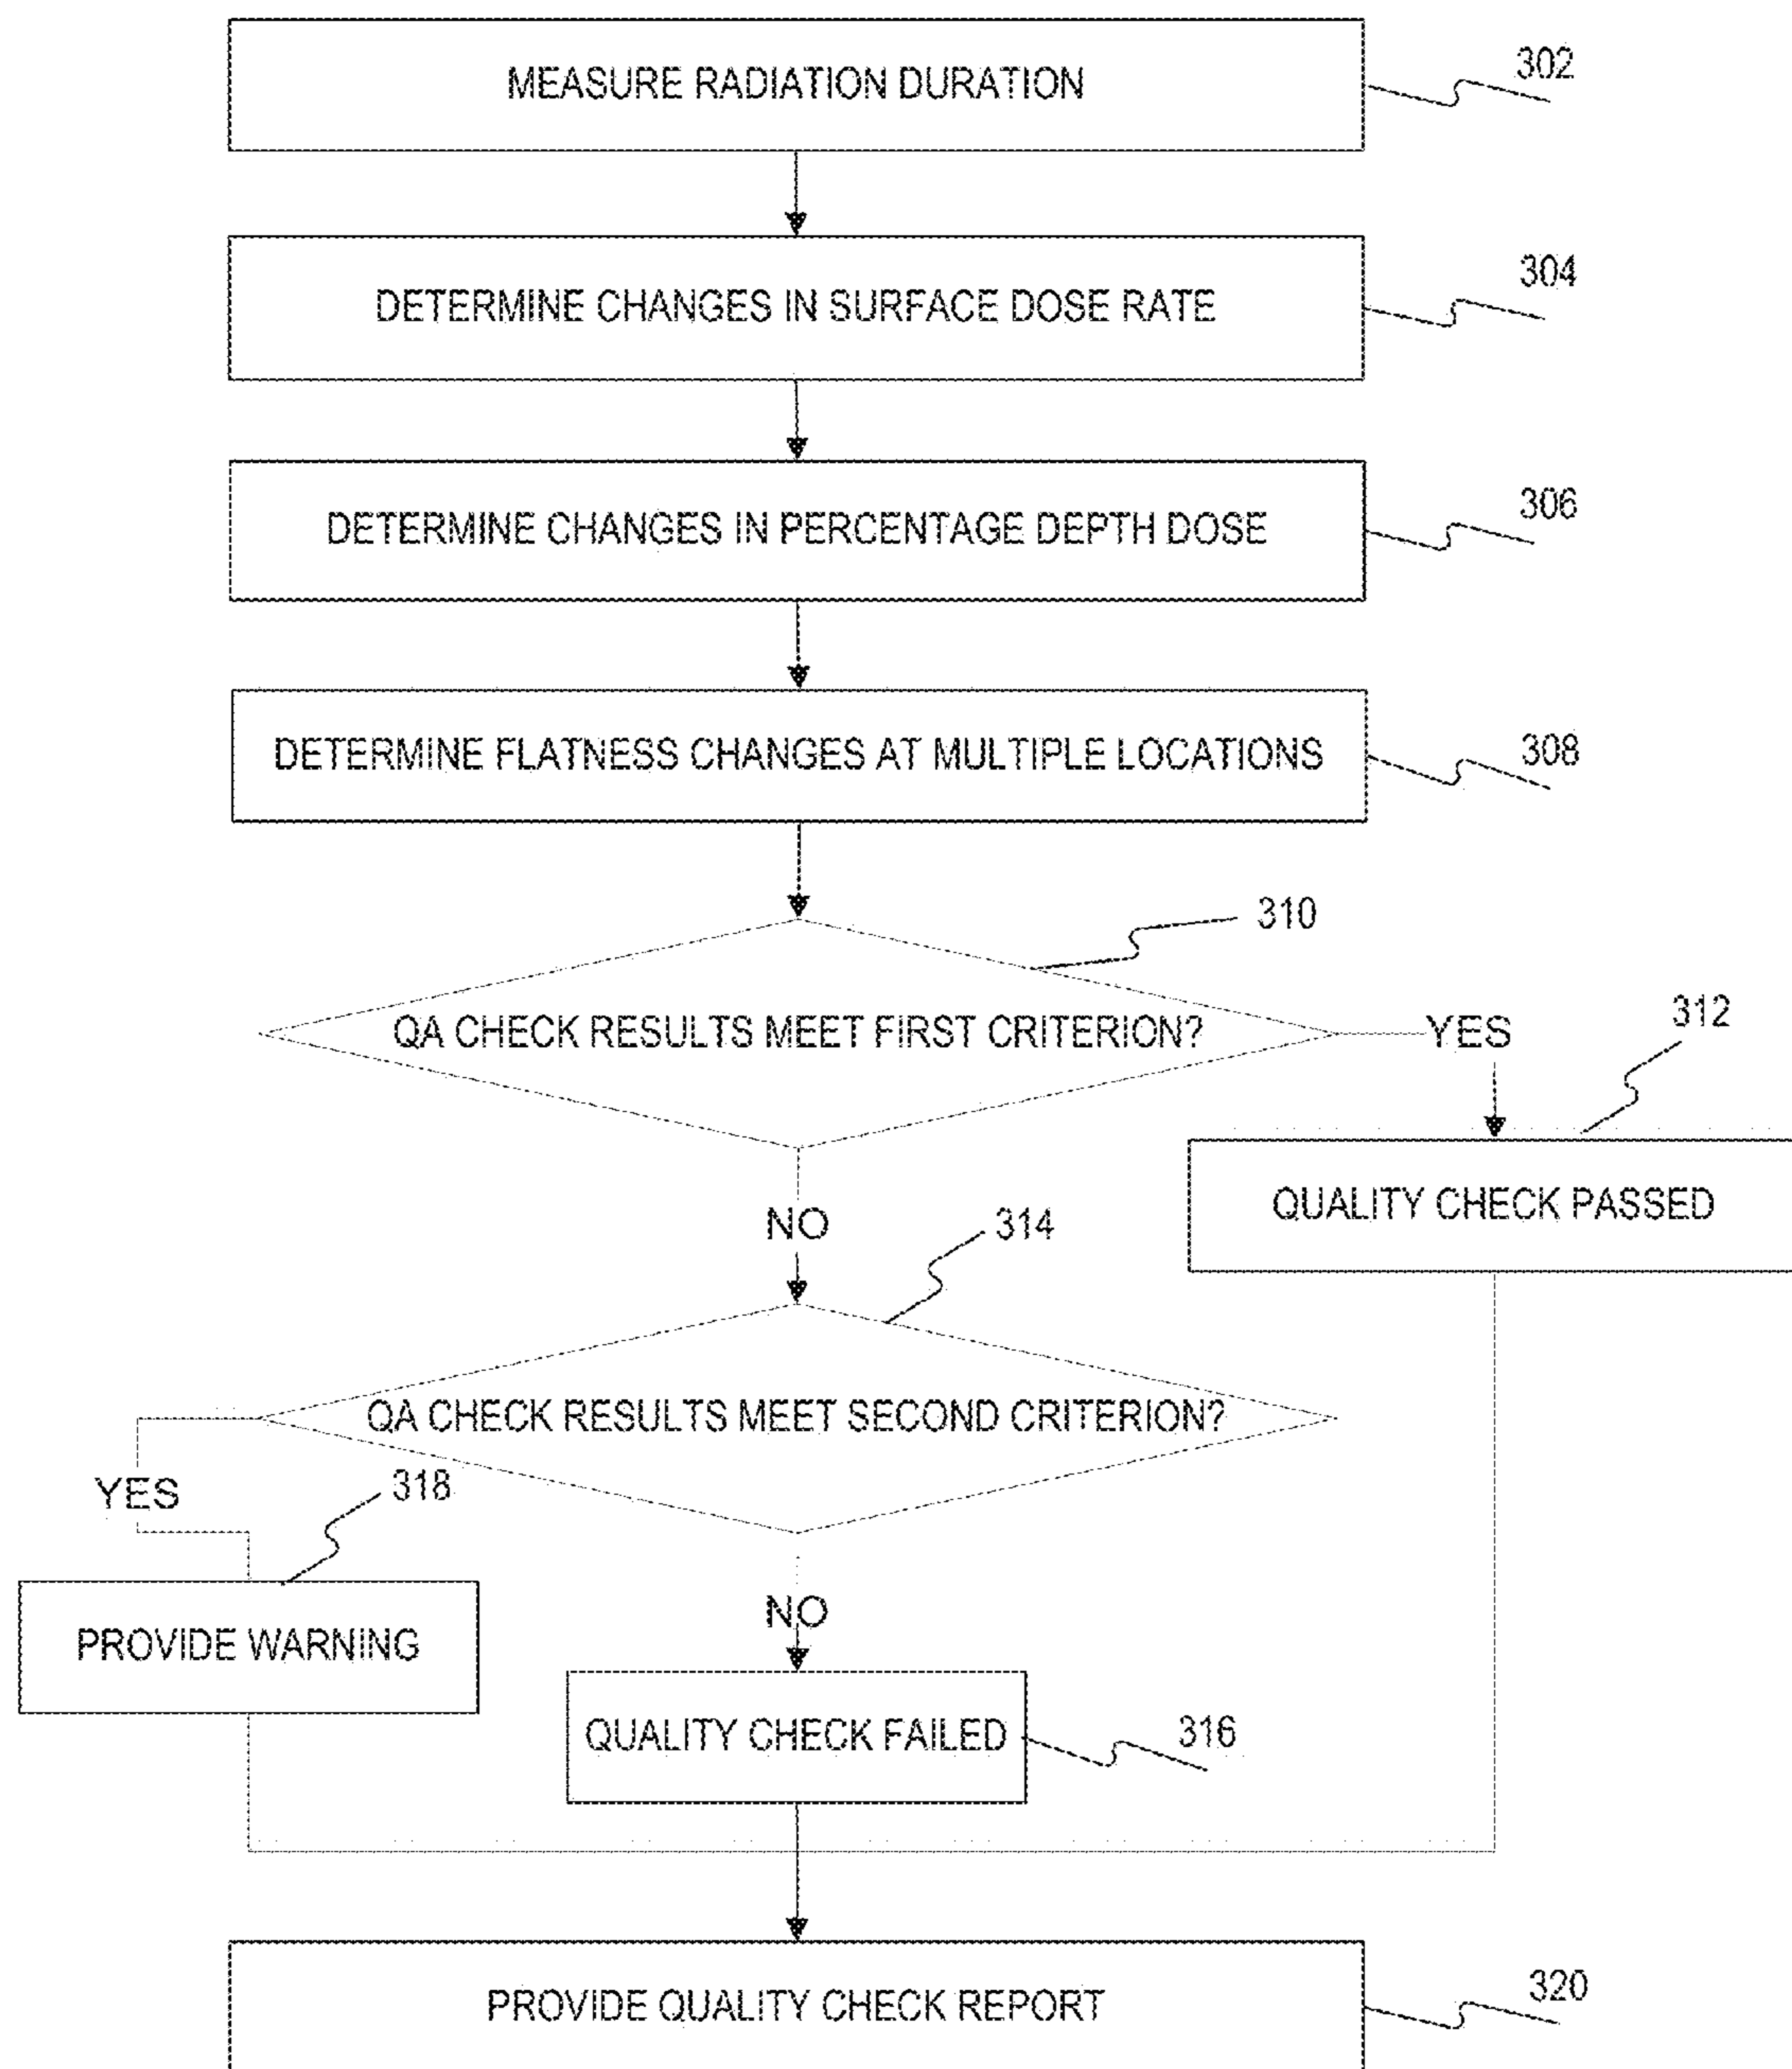 MEASURE RADIATION DURATION
302
DETERMINE CHANGES IN SURFACE DOSE RATE
304
DETERMINE CHANGES IN PERCENTAGE DEPTH DOSE
306
DETERMINE FLATNESS CHANGES AT MULTIPLE LOCATIONS
308
310
QA CHECK RESULTS MEET FIRST CRITERION?
YES
312
QUALITY CHECK PASSED
NO
314
QA CHECK RESULTS MEET SECOND CRITERION?
YES
318
PROVIDE WARNING
NO
QUALITY CHECK FAILED
316
PROVIDE QUALITY CHECK REPORT
320